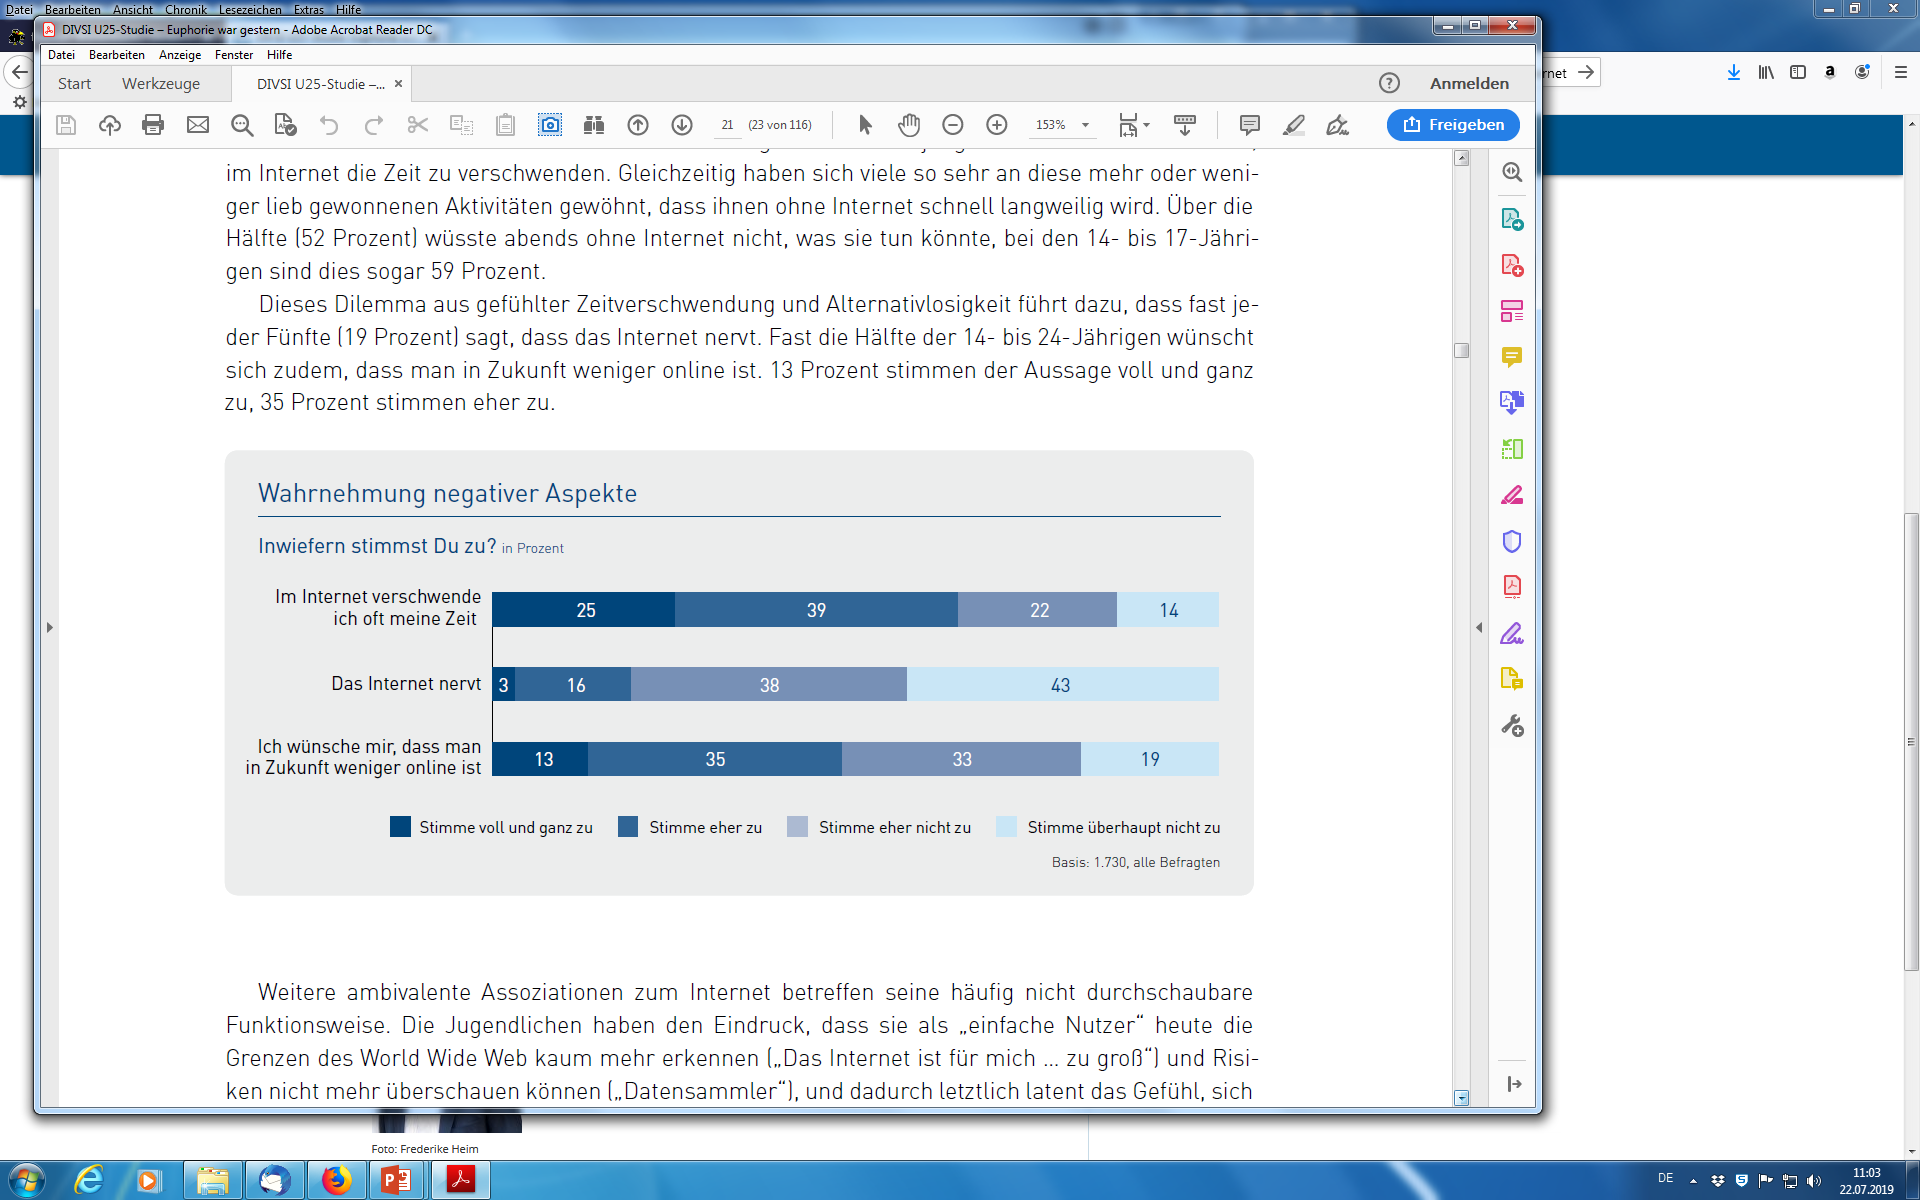 Datei Bearbeiten Ansicht Chronik Lesezeichen Extras Hilfe
DIVSI U25-Studie – Euphorie war gestern - Adobe Acrobat Reader DC
Datei Bearbeiten Anzeige Fenster Hilfe
Start Werkzeuge DIVSI U25-Studie –... × Anmelden
rnet
21 (23 von 116) 153% Freigeben
im Internet die Zeit zu verschwenden. Gleichzeitig haben sich viele so sehr an diese mehr oder weni-
ger lieb gewonnenen Aktivitäten gewöhnt, dass ihnen ohne Internet schnell langweilig wird. Über die
Hälfte (52 Prozent) wüsste abends ohne Internet nicht, was sie tun könnte, bei den 14- bis 17-Jähri-
gen sind dies sogar 59 Prozent.
Dieses Dilemma aus gefühlter Zeitverschwendung und Alternativlosigkeit führt dazu, dass fast je-
der Fünfte (19 Prozent) sagt, dass das Internet nervt. Fast die Hälfte der 14- bis 24-Jährigen wünscht
sich zudem, dass man in Zukunft weniger online ist. 13 Prozent stimmen der Aussage voll und ganz
zu, 35 Prozent stimmen eher zu.
Wahrnehmung negativer Aspekte
Inwiefern stimmst Du zu? in Prozent
Im Internet verschwende
ich oft meine Zeit
25 39 22 14
Das Internet nervt
3 16 38 43
Ich wünsche mir, dass man
in Zukunft weniger online ist
13 35 33 19
Stimme voll und ganz zu Stimme eher zu Stimme eher nicht zu Stimme überhaupt nicht zu
Basis: 1.730, alle Befragten
Weitere ambivalente Assoziationen zum Internet betreffen seine häufig nicht durchschaubare
Funktionsweise. Die Jugendlichen haben den Eindruck, dass sie als „einfache Nutzer“ heute die
Grenzen des World Wide Web kaum mehr erkennen („Das Internet ist für mich ... zu groß“) und Risi-
ken nicht mehr überschauen können („Datensammler“), und dadurch letztlich latent das Gefühl, sich
Foto: Frederike Heim
DE
11:03
22.07.2019